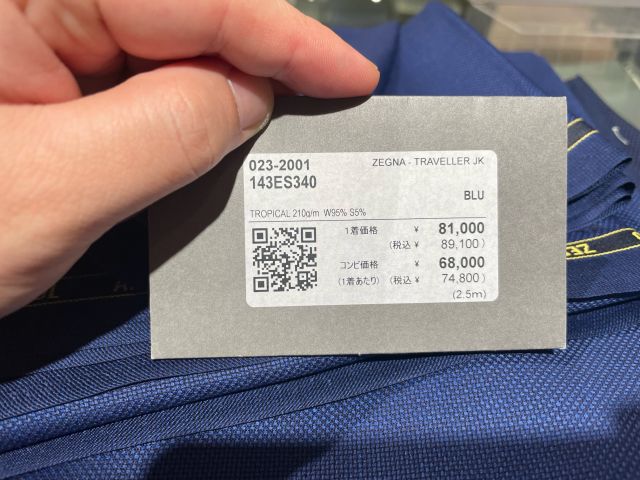 023-2001
ZEGNA - TRAVELLER JK
143ES340
BLU
TROPICAL 210g/m W95% S5%
1着価格 ¥ 81,000
(税込 ¥ 89,100)
コンビ価格 ¥ 68,000
(1着あたり) (税込 ¥ 74,800)
(2.5m)